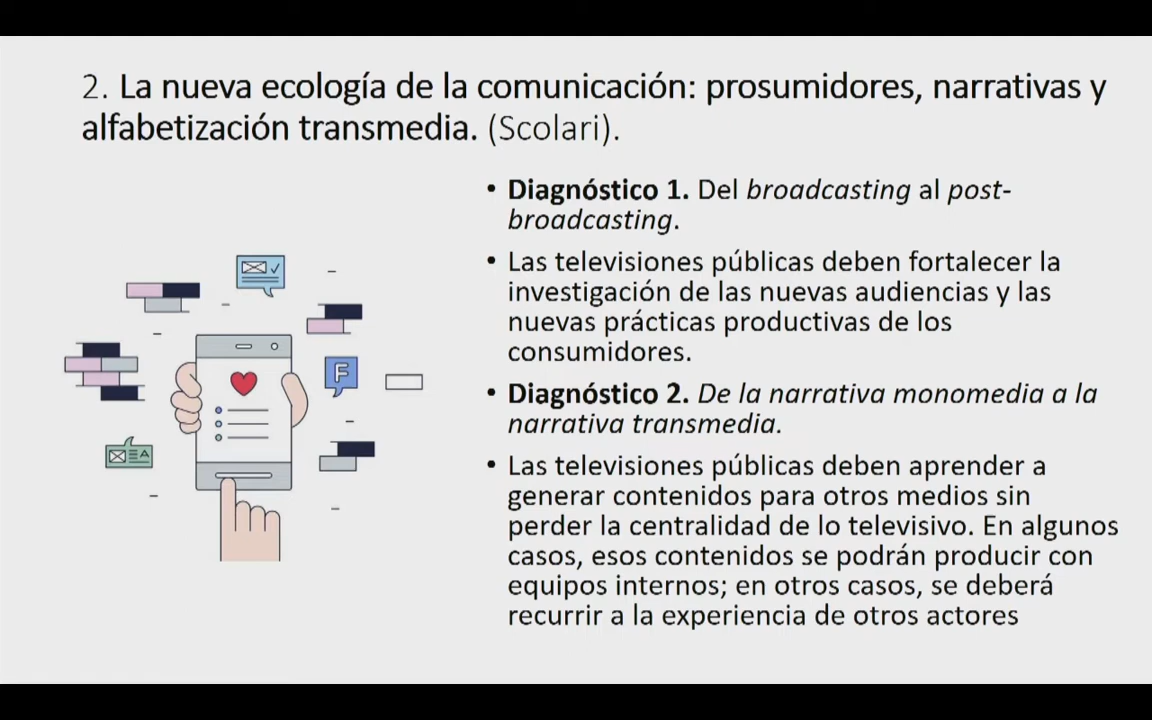 2. La nueva ecología de la comunicación: prosumidores, narrativas y
alfabetización transmedia. (Scolari).
• Diagnóstico 1. Del broadcasting al post-
broadcasting.
• Las televisiones públicas deben fortalecer la
investigación de las nuevas audiencias y las
nuevas prácticas productivas de los
consumidores.
• Diagnóstico 2. De la narrativa monomedia a la
narrativa transmedia.
• Las televisiones públicas deben aprender a
generar contenidos para otros medios sin
perder la centralidad de lo televisivo. En algunos
casos, esos contenidos se podrán producir con
equipos internos; en otros casos, se deberá
recurrir a la experiencia de otros actores
F
A